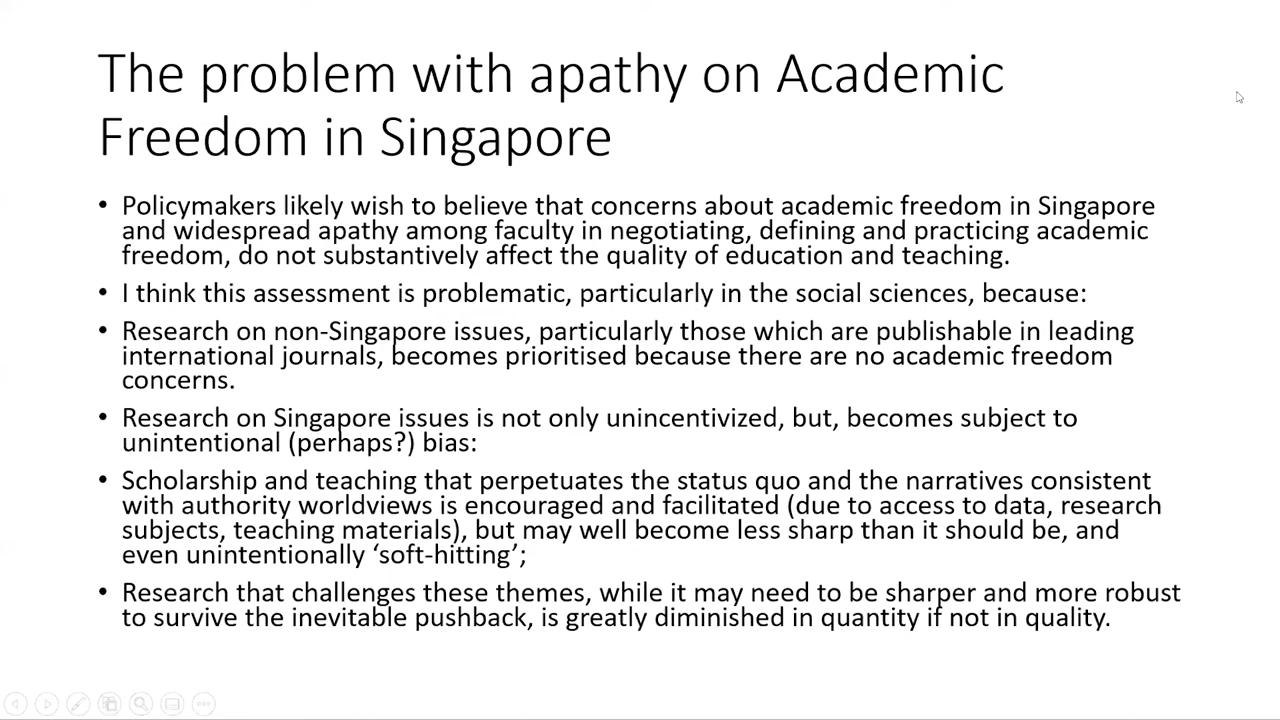 The problem with apathy on Academic
Freedom in Singapore
• Policymakers likely wish to believe that concerns about academic freedom in Singapore
and widespread apathy among faculty in negotiating, defining and practicing academic
freedom, do not substantively affect the quality of education and teaching.
• I think this assessment is problematic, particularly in the social sciences, because:
• Research on non-Singapore issues, particularly those which are publishable in leading
international journals, becomes prioritised because there are no academic freedom
concerns.
• Research on Singapore issues is not only unincentivized, but, becomes subject to
unintentional (perhaps?) bias:
• Scholarship and teaching that perpetuates the status quo and the narratives consistent
with authority worldviews is encouraged and facilitated (due to access to data, research
subjects, teaching materials), but may well become less sharp than it should be, and
even unintentionally ‘soft-hitting’;
• Research that challenges these themes, while it may need to be sharper and more robust
to survive the inevitable pushback, is greatly diminished in quantity if not in quality.